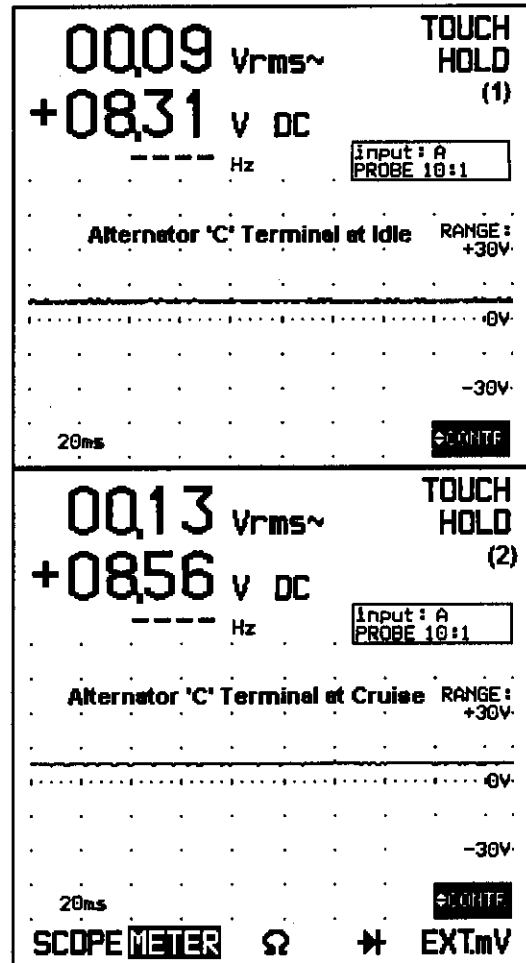 00,09 Vrms~ TOUCH
HOLD
(1)
+08,31 V DC
---- Hz
input: A
PROBE 10:1
Alternator 'C' Terminal at Idle
RANGE:
+30V
0V
-30V
20ms
CONTR
00,13 Vrms~ TOUCH
HOLD
(2)
+08,56 V DC
---- Hz
input: A
PROBE 10:1
Alternator 'C' Terminal at Cruise
RANGE:
+30V
0V
-30V
20ms
CONTR
SCOPE METER Ω EXT.mV